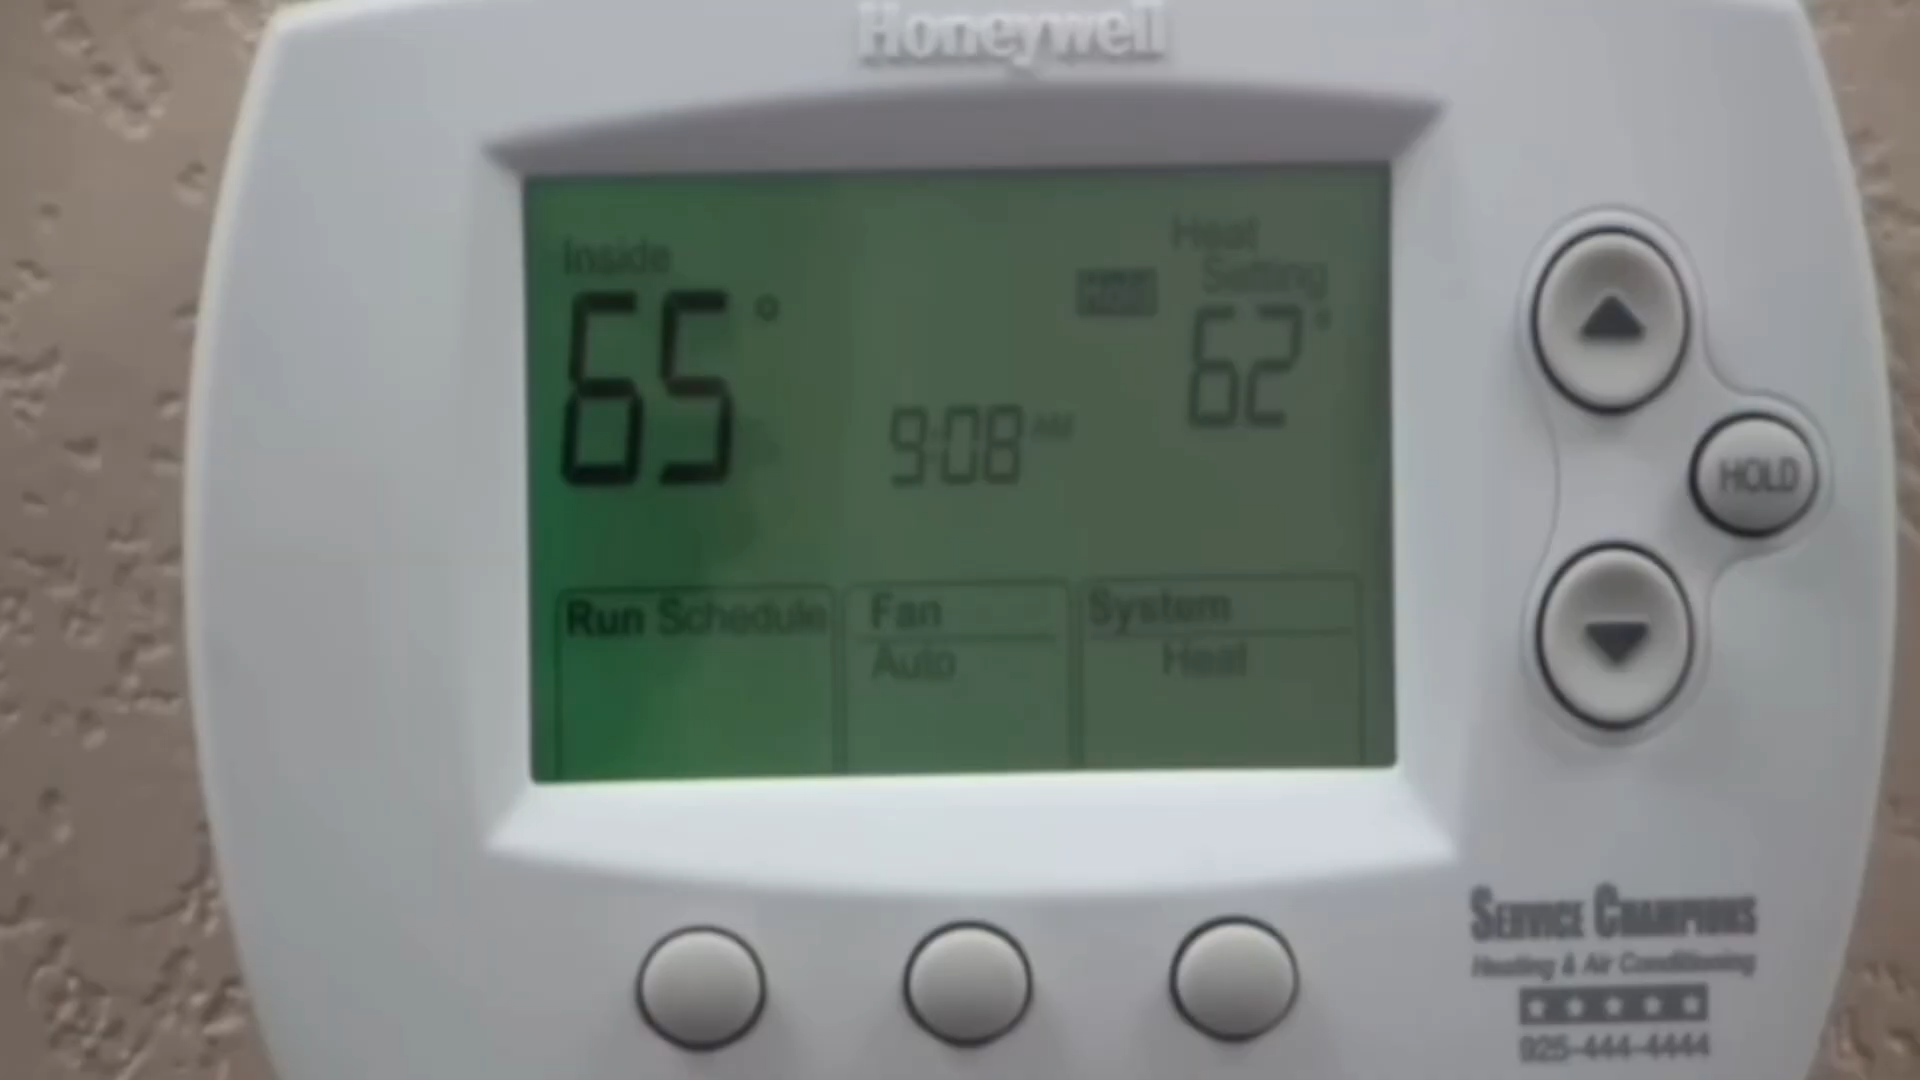 Honeywell
Inside
65°
Heat
Setting
62°
9:08 AM
Run Schedule
Fan
Auto
System
Heat
HOLD
SERVICE CHAMPIONS
Heating & Air Conditioning
925-444-4444